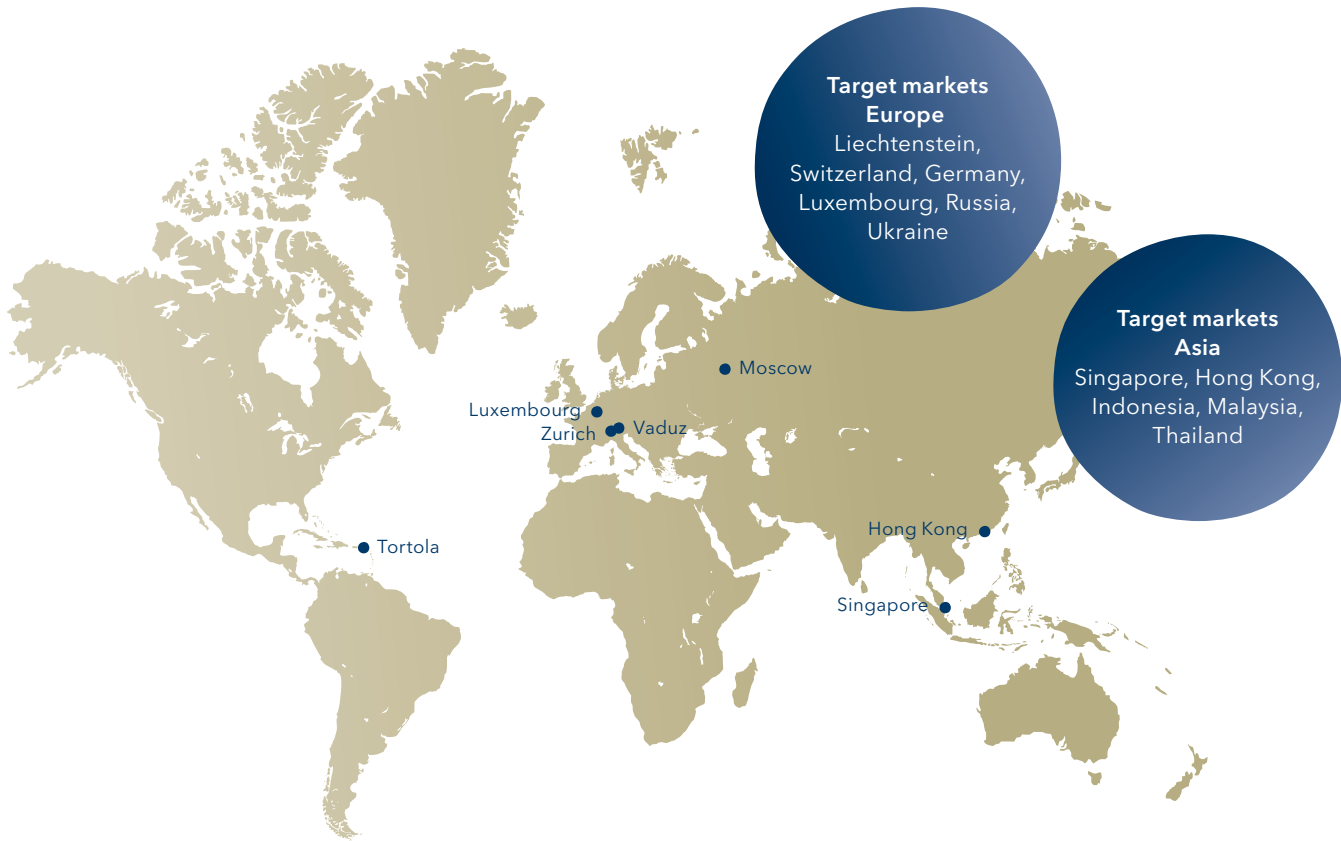 Target markets
Europe
Liechtenstein,
Switzerland, Germany,
Luxembourg, Russia,
Ukraine
Target markets
Asia
Singapore, Hong Kong,
Indonesia, Malaysia,
Thailand
Moscow
Luxembourg
Zurich
Vaduz
Hong Kong
Tortola
Singapore